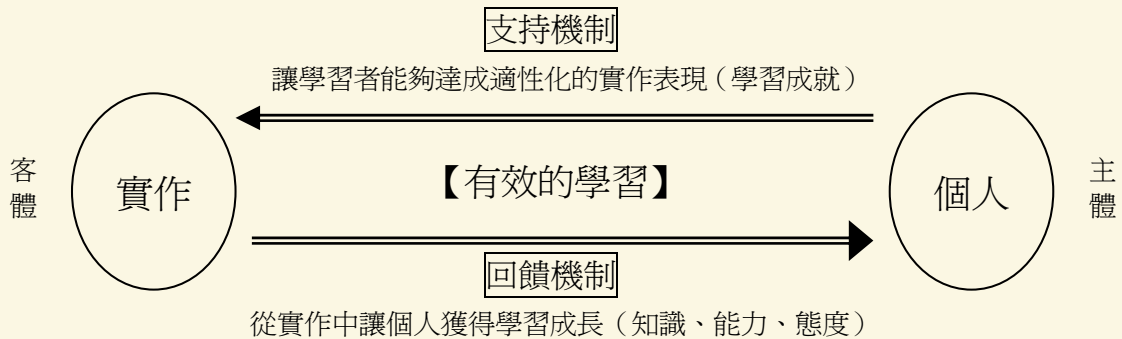 支持機制
讓學習者能夠達成適性化的實作表現（學習成就）
客體
實作
【有效的學習】
個人
主體
回饋機制
從實作中讓個人獲得學習成長（知識、能力、態度）